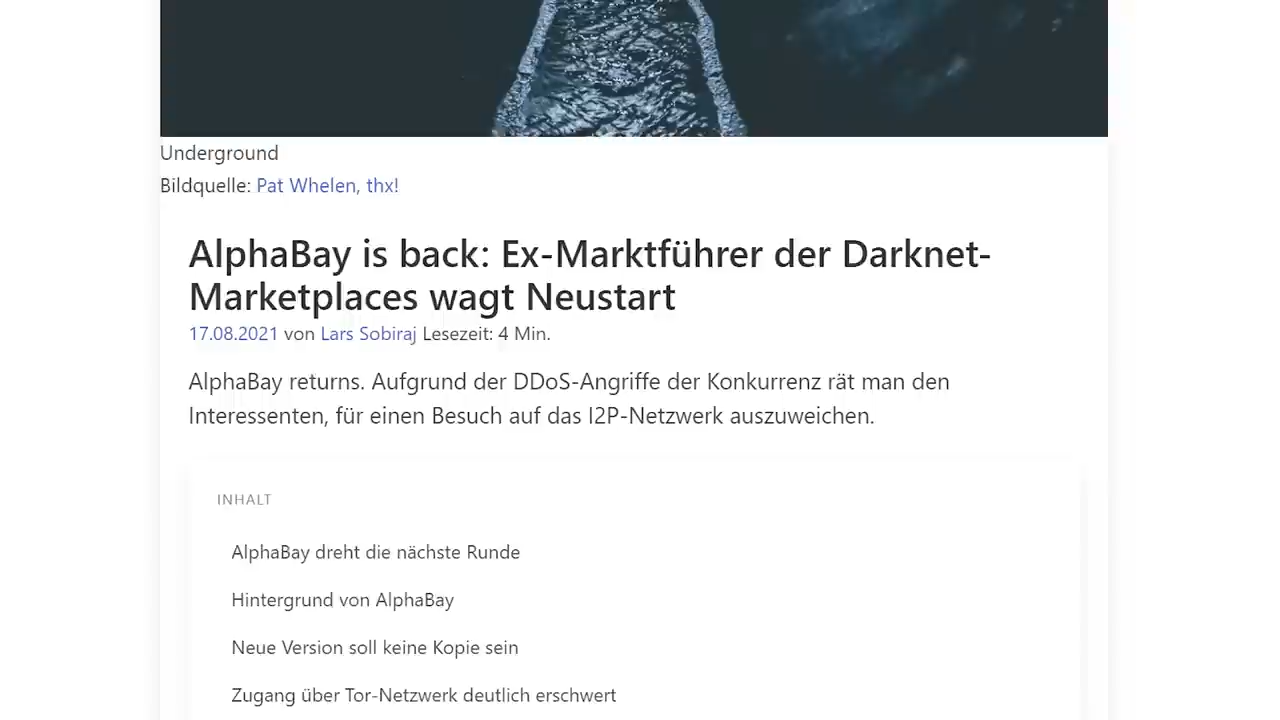 Underground
Bildquelle: Pat Whelen, thx!
AlphaBay is back: Ex-Marktführer der Darknet-
Marketplaces wagt Neustart
17.08.2021 von Lars Sobiraj Lesezeit: 4 Min.
AlphaBay returns. Aufgrund der DDoS-Angriffe der Konkurrenz rät man den
Interessenten, für einen Besuch auf das I2P-Netzwerk auszuweichen.
INHALT
AlphaBay dreht die nächste Runde
Hintergrund von AlphaBay
Neue Version soll keine Kopie sein
Zugang über Tor-Netzwerk deutlich erschwert